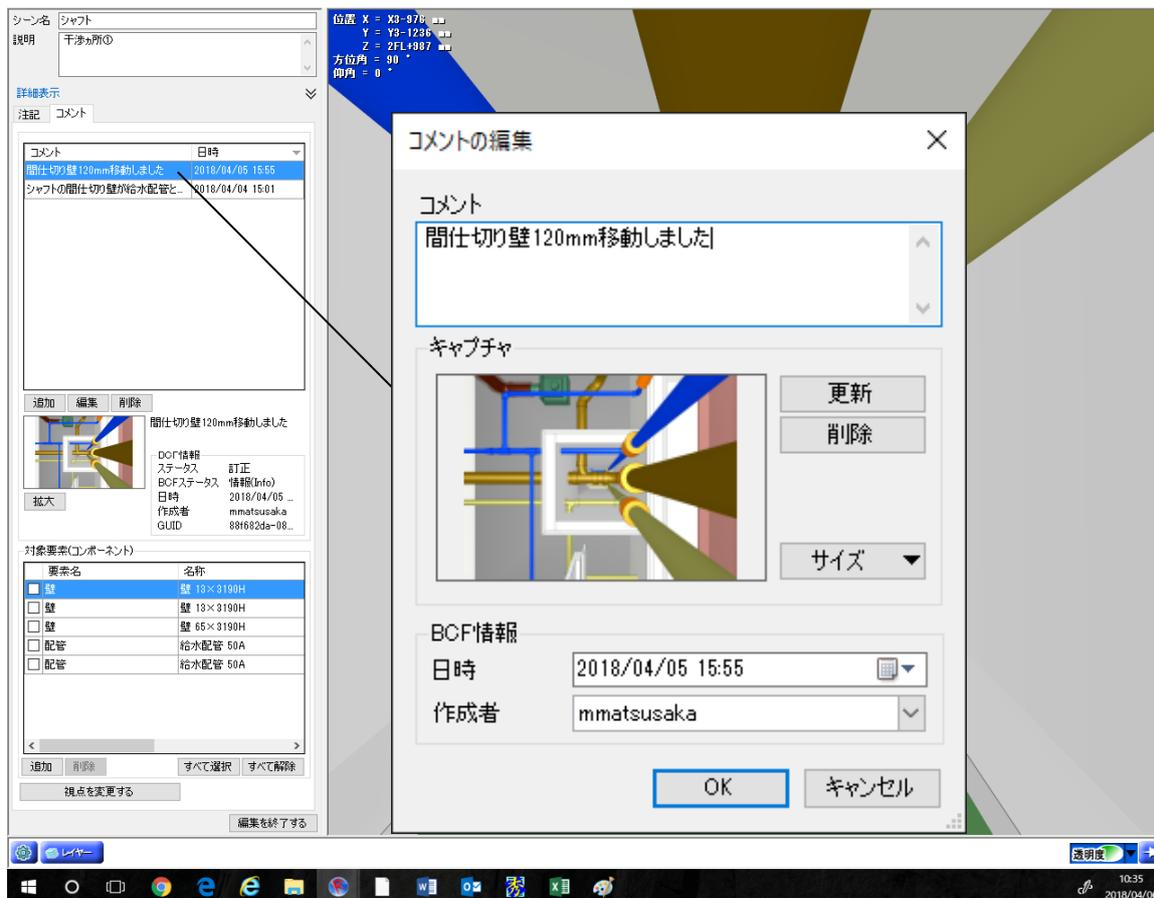 シーン名 シャフト
説明 干渉ヵ所①
詳細表示
注記 コメント
コメント 日時
間仕切り壁120mm移動しました 2018/04/05 15:55
シャフトの間仕切り壁が給水配管と... 2018/04/04 15:01
追加 編集 削除
間仕切り壁120mm移動しました
BCF情報
ステータス 訂正
BCFステータス 情報(Info)
日時 2018/04/05 ...
作成者 mmatsusaka
GUID 88f682da-08...
拡大
対象要素(コンポーネント)
要素名 名称
壁 壁 13×3190H
壁 壁 13×3190H
壁 壁 65×3190H
配管 給水配管 50A
配管 給水配管 50A
追加 削除 すべて選択 すべて解除
視点を変更する
編集を終了する
位置 X = X3-976 mm
Y = Y3-1236 mm
Z = 2FL+987 mm
方位角 = 90 °
仰角 = 0 °
コメントの編集
コメント
間仕切り壁120mm移動しました
キャプチャ
更新
削除
サイズ
BCF情報
日時 2018/04/05 15:55
作成者 mmatsusaka
OK キャンセル
レイヤー
透明度
10:35